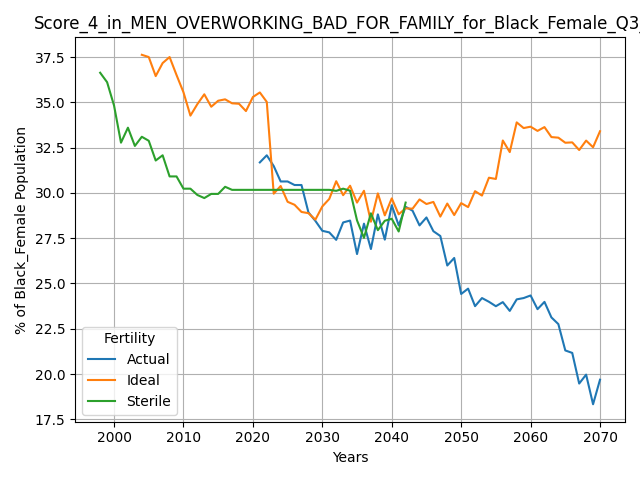 Score_4_in_MEN_OVERWORKING_BAD_FOR_FAMILY_for_Black_Female_Q3_
% of Black_Female Population
37.5
35.0
32.5
30.0
27.5
25.0
22.5
20.0
17.5
Fertility
Actual
Ideal
Sterile
2000 2010 2020 2030 2040 2050 2060 2070
Years